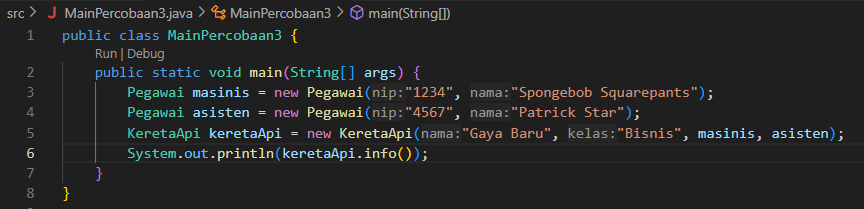 src > J MainPercobaan3.java > MainPercobaan3 > main(String[])
1 public class MainPercobaan3 {
Run | Debug
2 public static void main(String[] args) {
3 Pegawai masinis = new Pegawai(nip:"1234", nama:"Spongebob Squarepants");
4 Pegawai asisten = new Pegawai(nip:"4567", nama:"Patrick Star");
5 KeretaApi keretaApi = new KeretaApi(nama:"Gaya Baru", kelas:"Bisnis", masinis, asisten);
6 System.out.println(keretaApi.info());
7 }
8 }